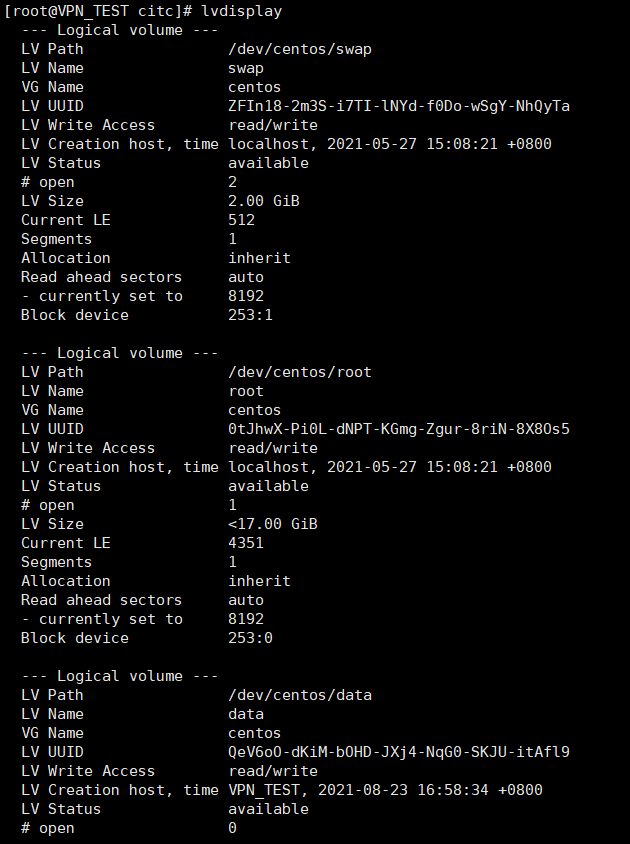 [root@VPN_TEST citc]# lvdisplay
--- Logical volume ---
LV Path /dev/centos/swap
LV Name swap
VG Name centos
LV UUID ZFIn18-2m3S-i7TI-lNYd-f0Do-wSgY-NhQyTa
LV Write Access read/write
LV Creation host, time localhost, 2021-05-27 15:08:21 +0800
LV Status available
# open 2
LV Size 2.00 GiB
Current LE 512
Segments 1
Allocation inherit
Read ahead sectors auto
- currently set to 8192
Block device 253:1
--- Logical volume ---
LV Path /dev/centos/root
LV Name root
VG Name centos
LV UUID 0tJhwX-Pi0L-dNPT-KGmg-Zgur-8riN-8X8Os5
LV Write Access read/write
LV Creation host, time localhost, 2021-05-27 15:08:21 +0800
LV Status available
# open 1
LV Size <17.00 GiB
Current LE 4351
Segments 1
Allocation inherit
Read ahead sectors auto
- currently set to 8192
Block device 253:0
--- Logical volume ---
LV Path /dev/centos/data
LV Name data
VG Name centos
LV UUID QeV6oO-dKiM-bOHD-JXj4-NqG0-SKJU-itAfl9
LV Write Access read/write
LV Creation host, time VPN_TEST, 2021-08-23 16:58:34 +0800
LV Status available
# open 0